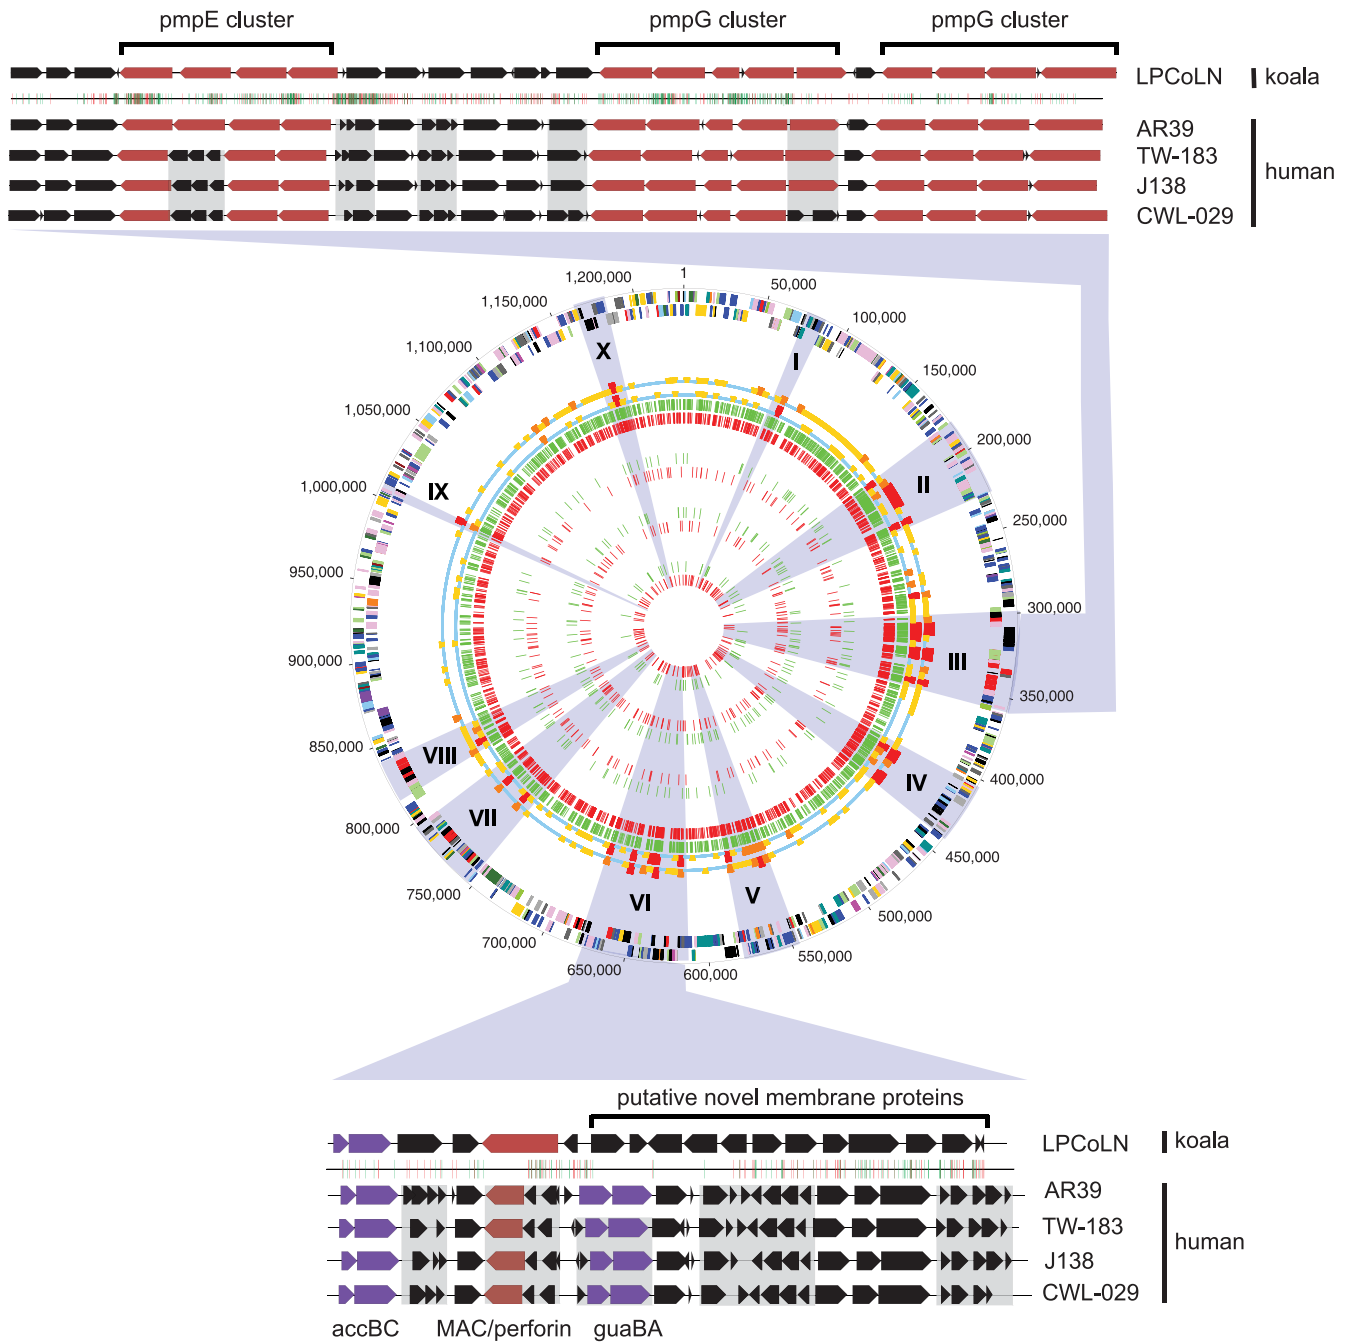 pmpE cluster pmpG cluster pmpG cluster
LPCoLN koala
AR39
TW-183
J138
CWL-029
human
1
50,000
100,000
150,000
200,000
250,000
300,000
350,000
400,000
450,000
500,000
550,000
600,000
650,000
700,000
750,000
800,000
850,000
900,000
950,000
1,000,000
1,050,000
1,100,000
1,150,000
1,200,000
I
II
III
IV
V
VI
VII
VIII
IX
X
putative novel membrane proteins
LPCoLN koala
AR39
TW-183
J138
CWL-029
human
accBC MAC/perforin guaBA